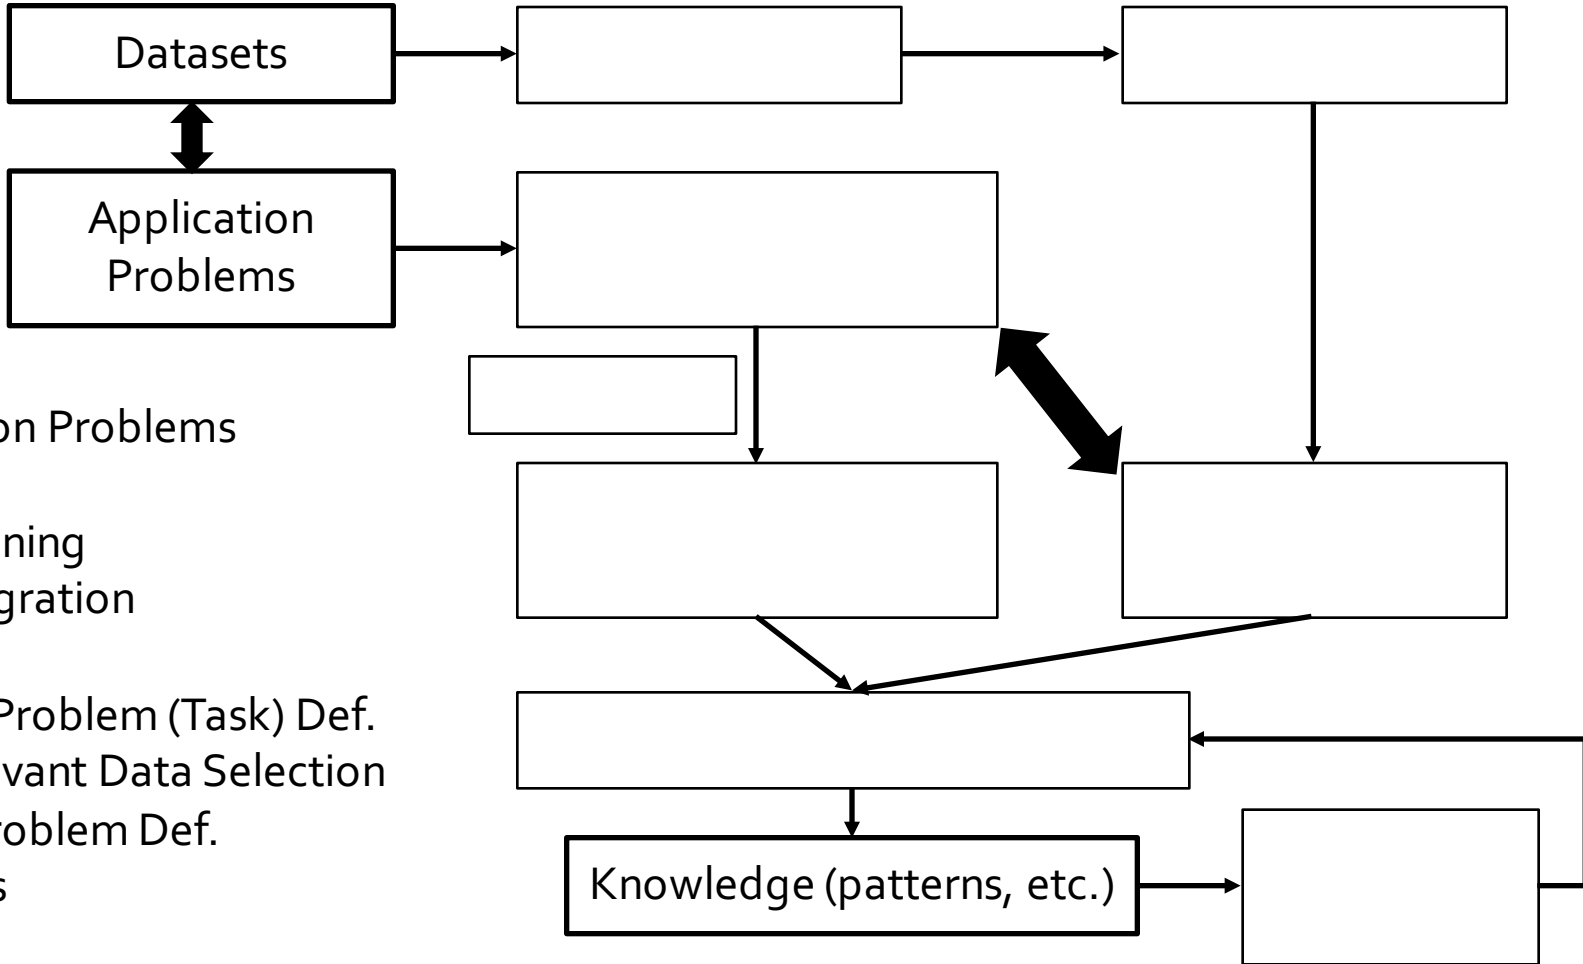 Datasets
Application
Problems
on Problems
ning
gration
Problem (Task) Def.
vant Data Selection
roblem Def.
s
Knowledge (patterns, etc.)